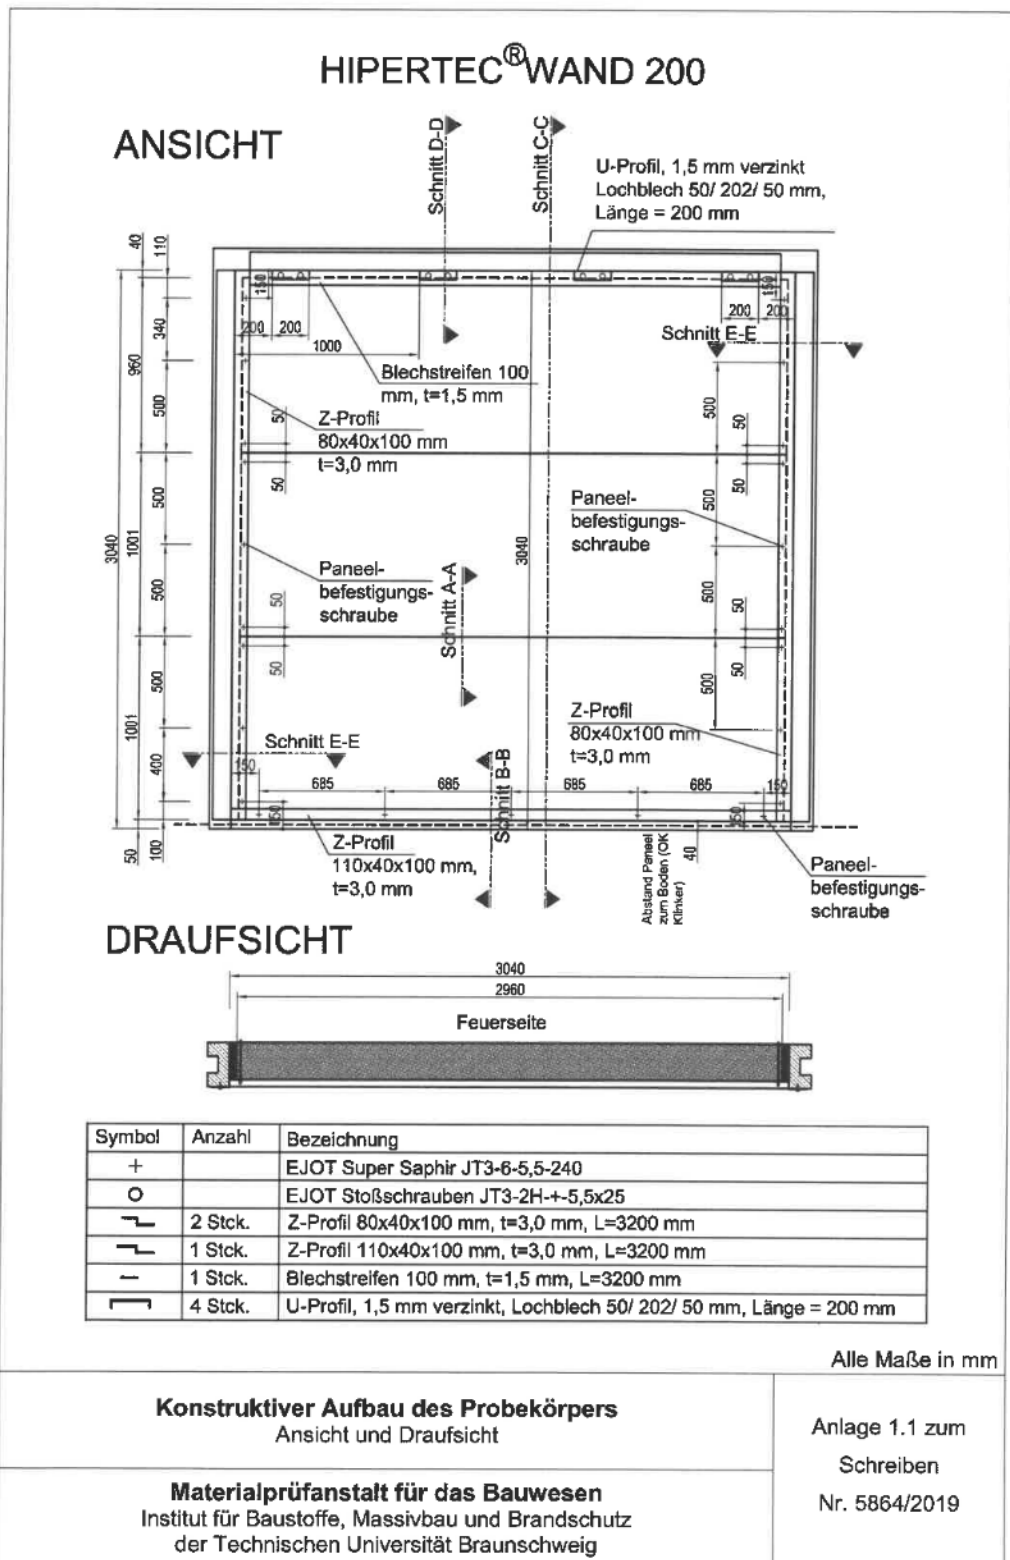 HIPERTEC®WAND 200
ANSICHT
Schnitt D-D
Schnitt C-C
U-Profil, 1,5 mm verzinkt
Lochblech 50/ 202/ 50 mm,
Länge = 200 mm
40
110
150
150
200
200
200
200
1000
340
960
Schnitt E-E
Blechstreifen 100
mm, t=1,5 mm
Z-Profil
80x40x100 mm
t=3,0 mm
500
50
50
500
50
50
3040
1001
500
500
3040
500
500
Paneel-
befestigungs-
schraube
Paneel-
befestigungs-
schraube
Schnitt A-A
50
50
50
50
1001
500
500
Z-Profil
80x40x100 mm
t=3,0 mm
Schnitt E-E
400
150
685
685
685
685
150
Schnitt B-B
50
100
150
150
Z-Profil
110x40x100 mm,
t=3,0 mm
Abstand Paneel
zum Boden (OK
Klinker)
40
Paneel-
befestigungs-
schraube
DRAUFSICHT
3040
2960
Feuerseite
Symbol Anzahl Bezeichnung
+ EJOT Super Saphir JT3-6-5,5-240
O EJOT Stoßschrauben JT3-2H-+-5,5x25
2 Stck. Z-Profil 80x40x100 mm, t=3,0 mm, L=3200 mm
1 Stck. Z-Profil 110x40x100 mm, t=3,0 mm, L=3200 mm
1 Stck. Blechstreifen 100 mm, t=1,5 mm, L=3200 mm
4 Stck. U-Profil, 1,5 mm verzinkt, Lochblech 50/ 202/ 50 mm, Länge = 200 mm
Alle Maße in mm
Konstruktiver Aufbau des Probekörpers
Ansicht und Draufsicht
Anlage 1.1 zum
Schreiben
Nr. 5864/2019
Materialprüfanstalt für das Bauwesen
Institut für Baustoffe, Massivbau und Brandschutz
der Technischen Universität Braunschweig